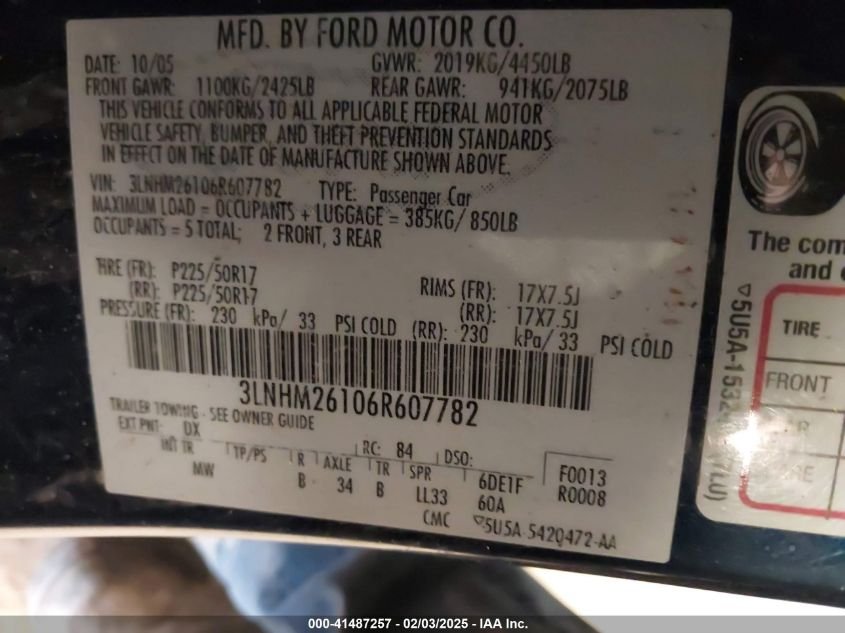 MFD. BY FORD MOTOR CO.
DATE: 10/05 GVWR: 2019KG/4450LB
FRONT GAWR: 1100KG/2425LB REAR GAWR: 941KG/2075LB
THIS VEHICLE CONFORMS TO ALL APPLICABLE FEDERAL MOTOR
VEHICLE SAFETY, BUMPER, AND THEFT PREVENTION STANDARDS
IN EFFECT ON THE DATE OF MANUFACTURE SHOWN ABOVE.
VIN: 3LNHM26106R607782 TYPE: Passenger Car
MAXIMUM LOAD = OCCUPANTS + LUGGAGE = 385KG/ 850LB
OCCUPANTS = 5 TOTAL; 2 FRONT, 3 REAR
TIRE (FR): P225/50R17 RIMS (FR): 17X7.5J
(RR): P225/50R17 (RR): 17X7.5J
PRESSURE (FR): 230 kPa/ 33 PSI COLD (RR): 230 kPa/ 33 PSI COLD
3LNHM26106R607782
TRAILER TOWING - SEE OWNER GUIDE
EXT PNT: DX RC: 84 DSO:
INT TR TP/PS R AXLE TR SPR 6DE1F F0013
MW B 34 B LL33 60A R0008
CMC ▽5U5A-5420472-AA
The com
and
▽5U5A-153
TIRE
FRONT
000-41487257 - 02/03/2025 - IAA Inc.